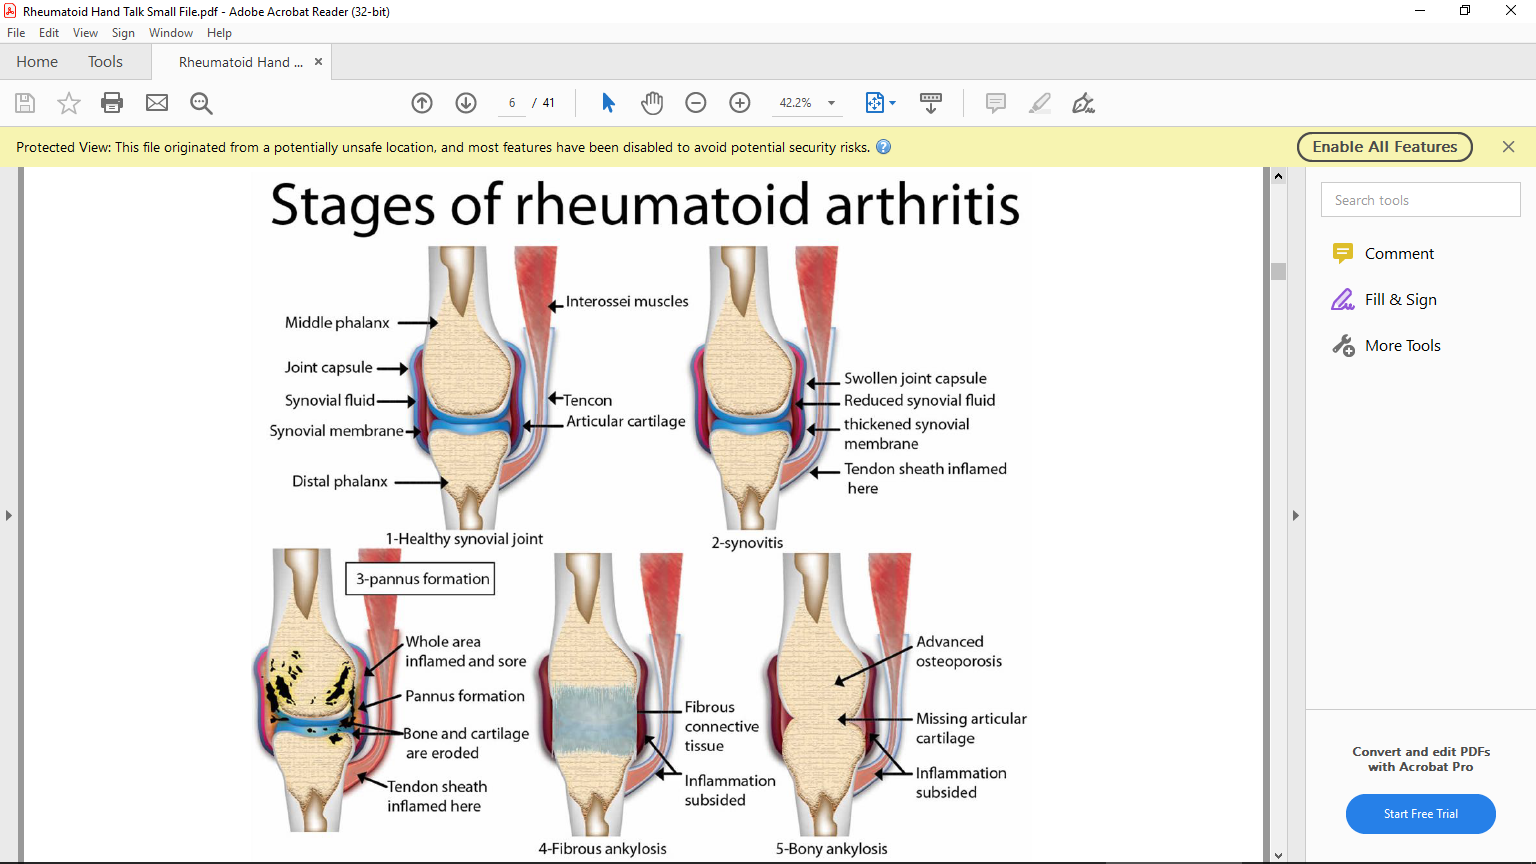 Rheumatoid Hand Talk Small File.pdf - Adobe Acrobat Reader (32-bit)
File Edit View Sign Window Help
Home Tools Rheumatoid Hand ...
6 / 41 42.2%
Protected View: This file originated from a potentially unsafe location, and most features have been disabled to avoid potential security risks. ?
Enable All Features
Search tools
Comment
Fill & Sign
More Tools
Convert and edit PDFs
with Acrobat Pro
Start Free Trial
Stages of rheumatoid arthritis
Middle phalanx
Joint capsule
Synovial fluid
Synovial membrane
Distal phalanx
Interossei muscles
Tencon
Articular cartilage
1-Healthy synovial joint
Swollen joint capsule
Reduced synovial fluid
thickened synovial
membrane
Tendon sheath inflamed
here
2-synovitis
3-pannus formation
Whole area
inflamed and sore
Pannus formation
Bone and cartilage
are eroded
Tendon sheath
inflamed here
Fibrous
connective
tissue
Inflammation
subsided
4-Fibrous ankylosis
Advanced
osteoporosis
Missing articular
cartilage
Inflammation
subsided
5-Bony ankylosis